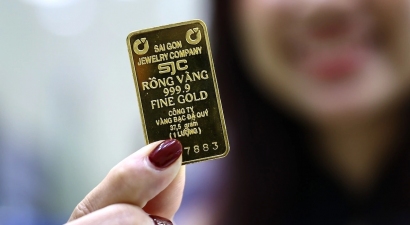 SAI GON
JEWELRY COMPANY
SJC
RỒNG VÀNG
999.9
FINE GOLD
CÔNG TY
VÀNG BẠC ĐÁ QUÝ
37,5 gram
(1 LƯỢNG)
7883